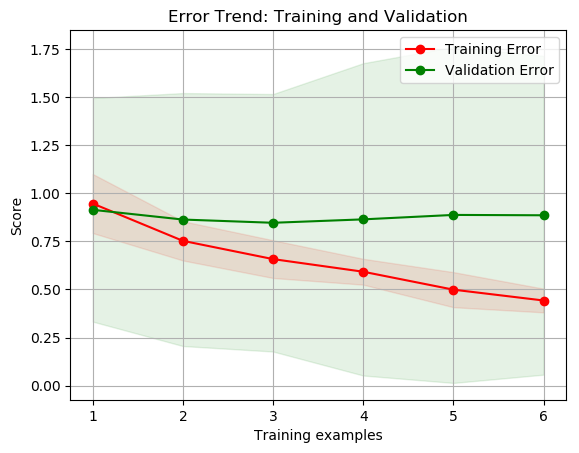 Error Trend: Training and Validation
Training Error
Validation Error
Score
1.75
1.50
1.25
1.00
0.75
0.50
0.25
0.00
1 2 3 4 5 6
Training examples